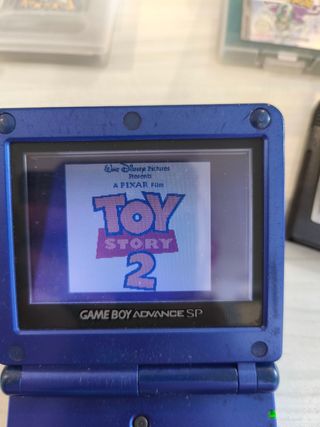 Walt Disney Pictures
Presents
A PIXAR Film
TOY
STORY
2
GAME BOY ADVANCE SP